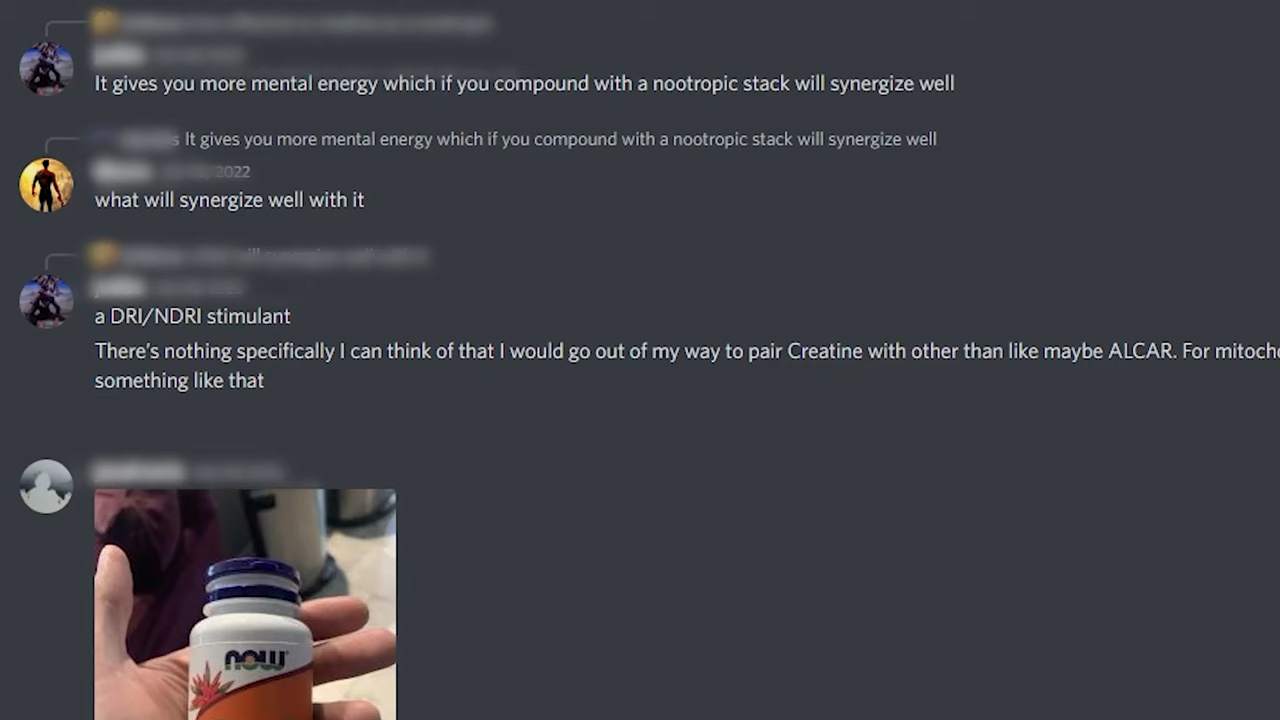 It gives you more mental energy which if you compound with a nootropic stack will synergize well
It gives you more mental energy which if you compound with a nootropic stack will synergize well
2022
what will synergize well with it
a DRI/NDRI stimulant
There's nothing specifically I can think of that I would go out of my way to pair Creatine with other than like maybe ALCAR. For mitoch
something like that
NOW